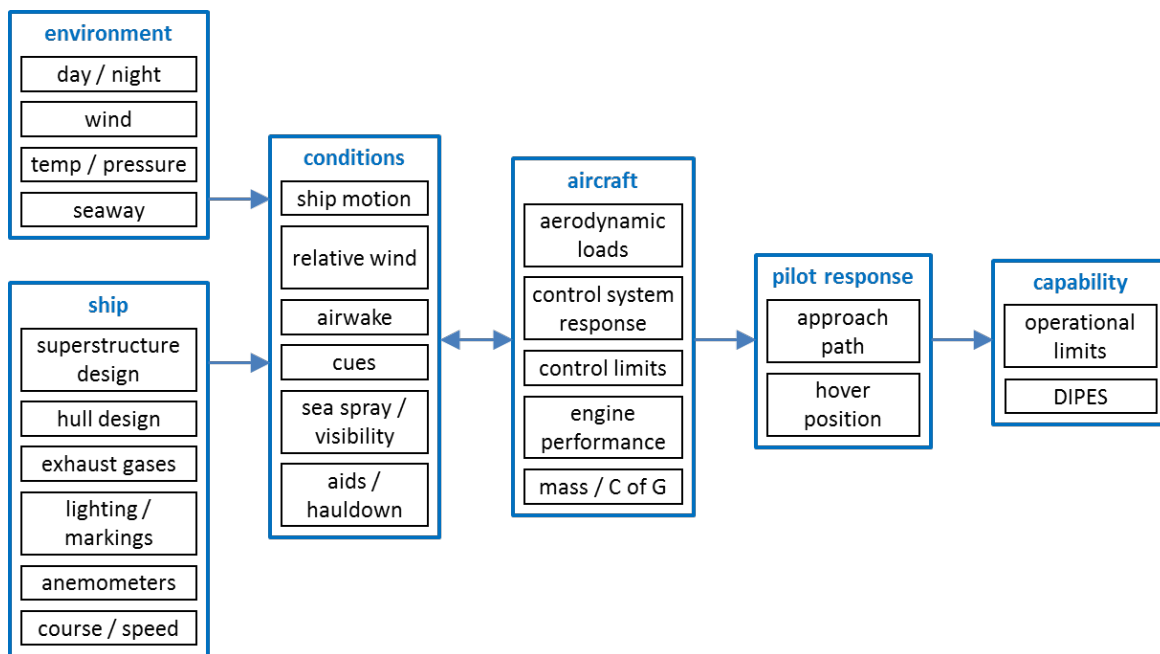 environment
day / night
wind
temp / pressure
seaway
ship
superstructure
design
hull design
exhaust gases
lighting /
markings
anemometers
course / speed
conditions
ship motion
relative wind
airwake
cues
sea spray /
visibility
aids /
hauldown
aircraft
aerodynamic
loads
control system
response
control limits
engine
performance
mass / C of G
pilot response
approach
path
hover
position
capability
operational
limits
DIPES